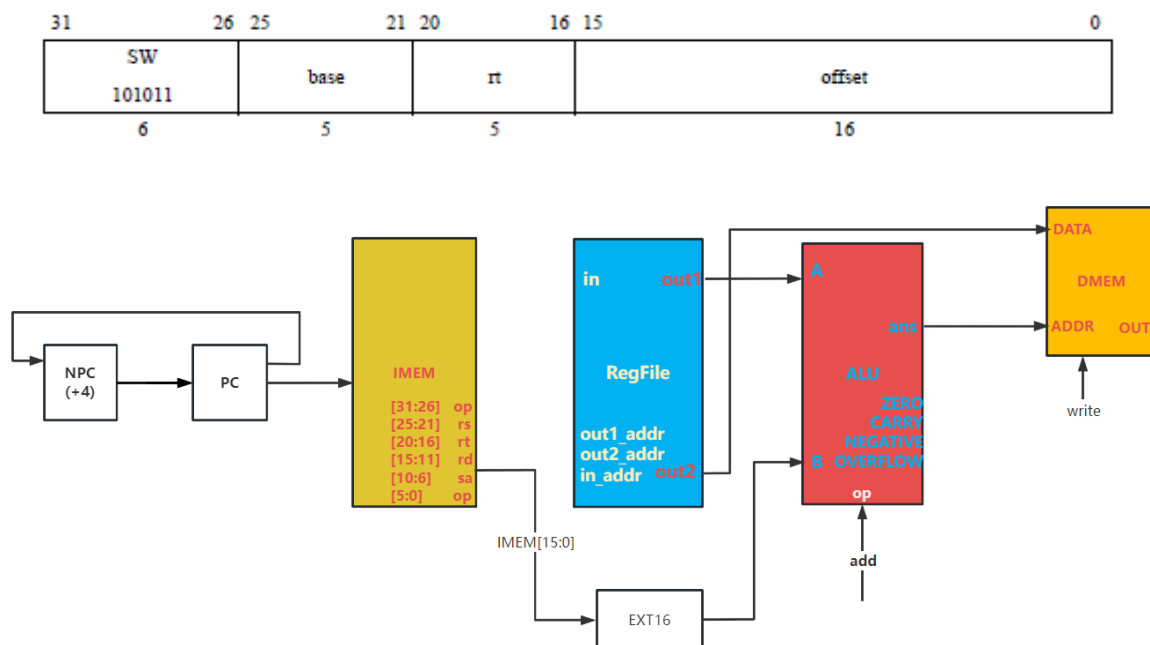 31 26 25 21 20 16 15 0
SW
101011
base rt offset
6 5 5 16
NPC
(+4)
PC
IMEM
[31:26] op
[25:21] rs
[20:16] rt
[15:11] rd
[10:6] sa
[5:0] op
IMEM[15:0]
in out1
RegFile
out1_addr
out2_addr
in_addr out2
EXT16
A
ans
ALU
ZERO
CARRY
NEGATIVE
B OVERFLOW
op
add
DATA
DMEM
ADDR OUT
write